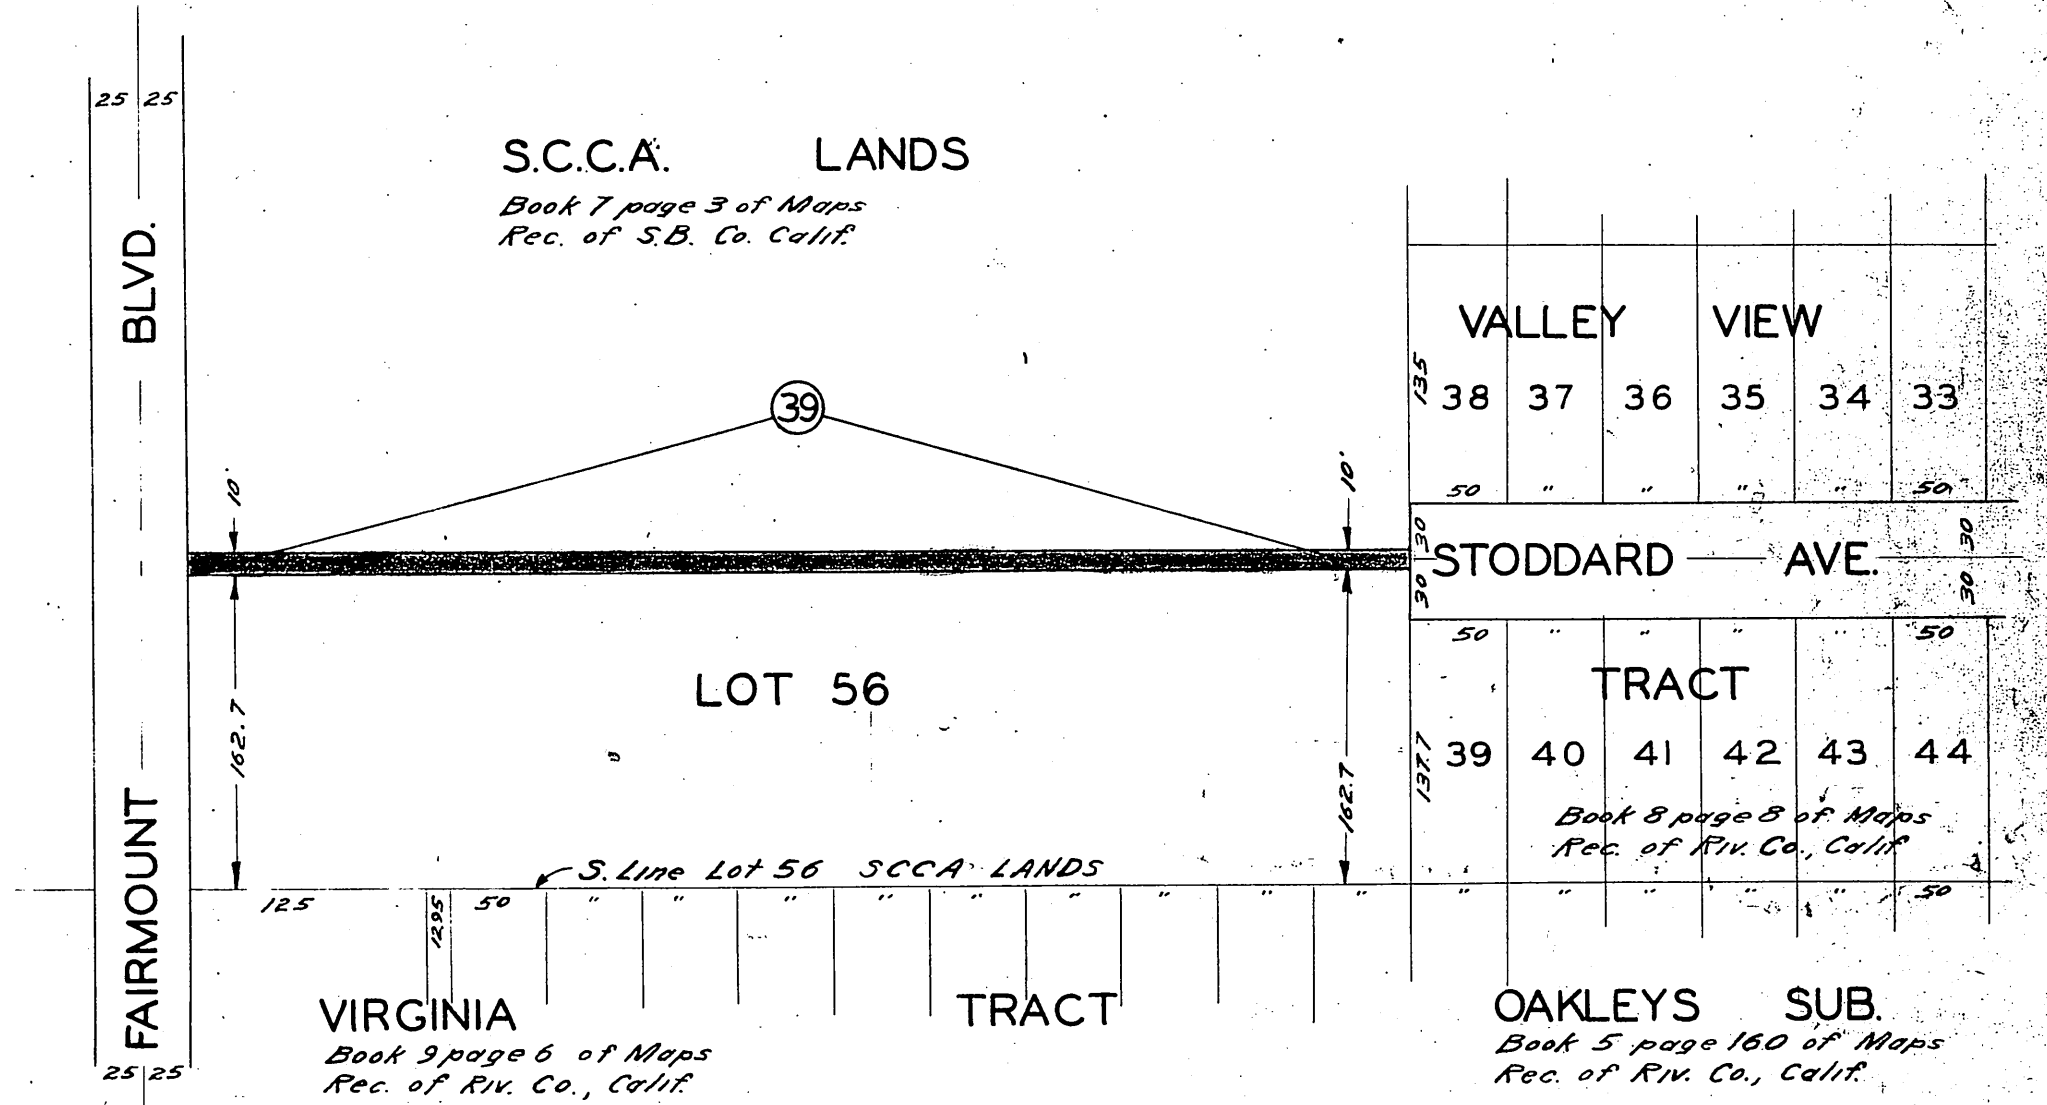 25 25
S.C.C.A. LANDS
Book 7 page 3 of Maps
Rec. of S.B. Co. Calif.
FAIRMOUNT BLVD.
VALLEY VIEW
135
38 37 36 35 34 33
50 " " " " 50
39
10'
10'
30 30
STODDARD AVE.
30 30
50 " " " " 50
LOT 56
TRACT
162.7
162.7
137.7
39 40 41 42 43 44
Book 8 page 8 of Maps
Rec. of Riv. Co., Calif
S. Line Lot 56 SCCA LANDS
125 1295 50 " " " " " " " " " " " " " 50
VIRGINIA TRACT
Book 9 page 6 of Maps
Rec. of Riv. Co., Calif.
OAKLEYS SUB.
Book 5 page 160 of Maps
Rec. of Riv. Co., Calif.
25 25